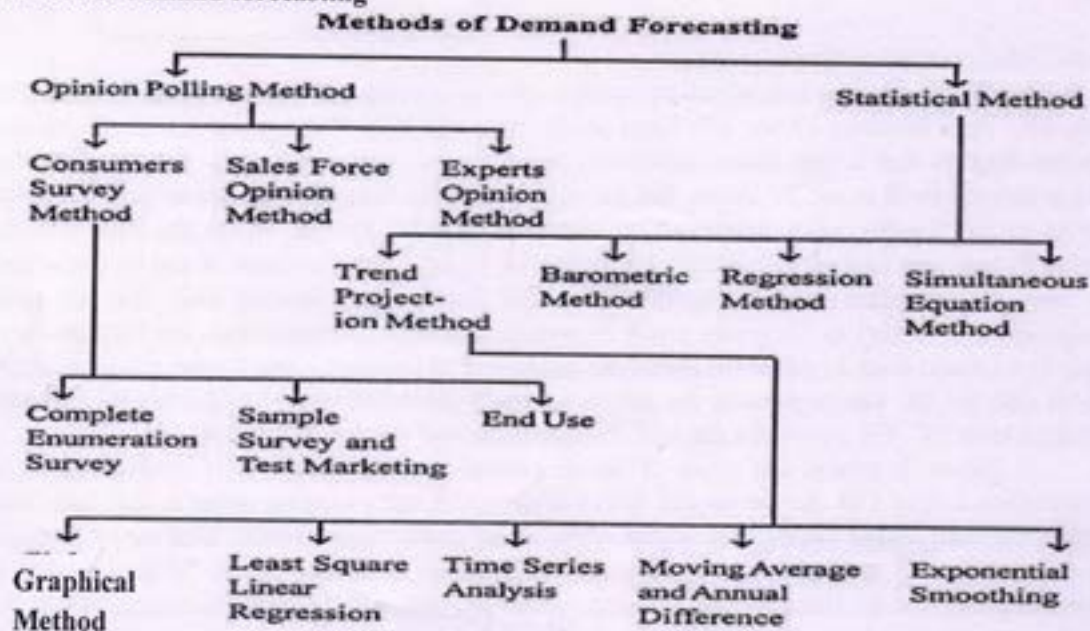 Methods of Demand Forecasting
Opinion Polling Method
Statistical Method
Consumers
Survey
Method
Sales Force
Opinion
Method
Experts
Opinion
Method
Trend
Project-
ion Method
Barometric
Method
Regression
Method
Simultaneous
Equation
Method
Complete
Enumeration
Survey
Sample
Survey and
Test Marketing
End Use
Graphical
Method
Least Square
Linear
Regression
Time Series
Analysis
Moving Average
and Annual
Difference
Exponential
Smoothing